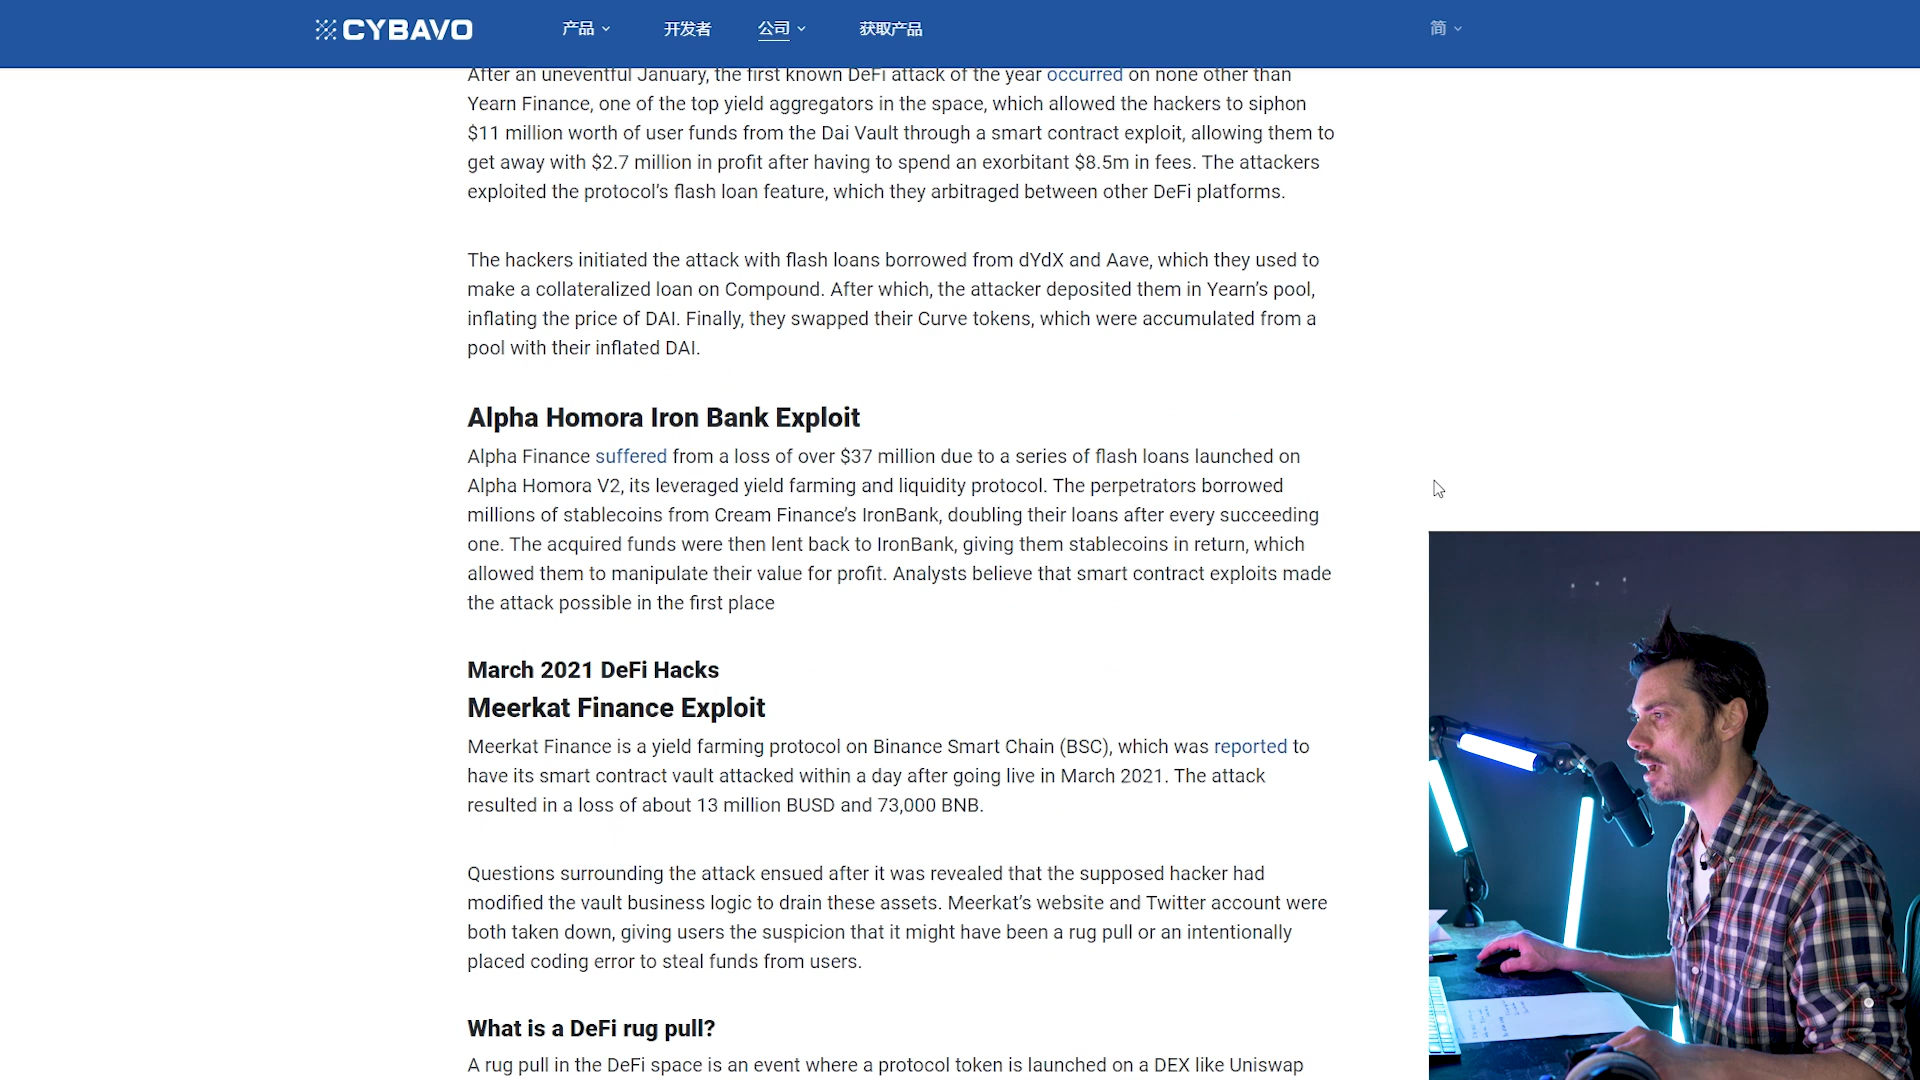 CYBAVO
产品
开发者
公司
获取产品
简
After an uneventful January, the first known DeFi attack of the year occurred on none other than
Yearn Finance, one of the top yield aggregators in the space, which allowed the hackers to siphon
$11 million worth of user funds from the Dai Vault through a smart contract exploit, allowing them to
get away with $2.7 million in profit after having to spend an exorbitant $8.5m in fees. The attackers
exploited the protocol’s flash loan feature, which they arbitraged between other DeFi platforms.
The hackers initiated the attack with flash loans borrowed from dYdX and Aave, which they used to
make a collateralized loan on Compound. After which, the attacker deposited them in Yearn’s pool,
inflating the price of DAI. Finally, they swapped their Curve tokens, which were accumulated from a
pool with their inflated DAI.
Alpha Homora Iron Bank Exploit
Alpha Finance suffered from a loss of over $37 million due to a series of flash loans launched on
Alpha Homora V2, its leveraged yield farming and liquidity protocol. The perpetrators borrowed
millions of stablecoins from Cream Finance’s IronBank, doubling their loans after every succeeding
one. The acquired funds were then lent back to IronBank, giving them stablecoins in return, which
allowed them to manipulate their value for profit. Analysts believe that smart contract exploits made
the attack possible in the first place
March 2021 DeFi Hacks
Meerkat Finance Exploit
Meerkat Finance is a yield farming protocol on Binance Smart Chain (BSC), which was reported to
have its smart contract vault attacked within a day after going live in March 2021. The attack
resulted in a loss of about 13 million BUSD and 73,000 BNB.
Questions surrounding the attack ensued after it was revealed that the supposed hacker had
modified the vault business logic to drain these assets. Meerkat’s website and Twitter account were
both taken down, giving users the suspicion that it might have been a rug pull or an intentionally
placed coding error to steal funds from users.
What is a DeFi rug pull?
A rug pull in the DeFi space is an event where a protocol token is launched on a DEX like Uniswap